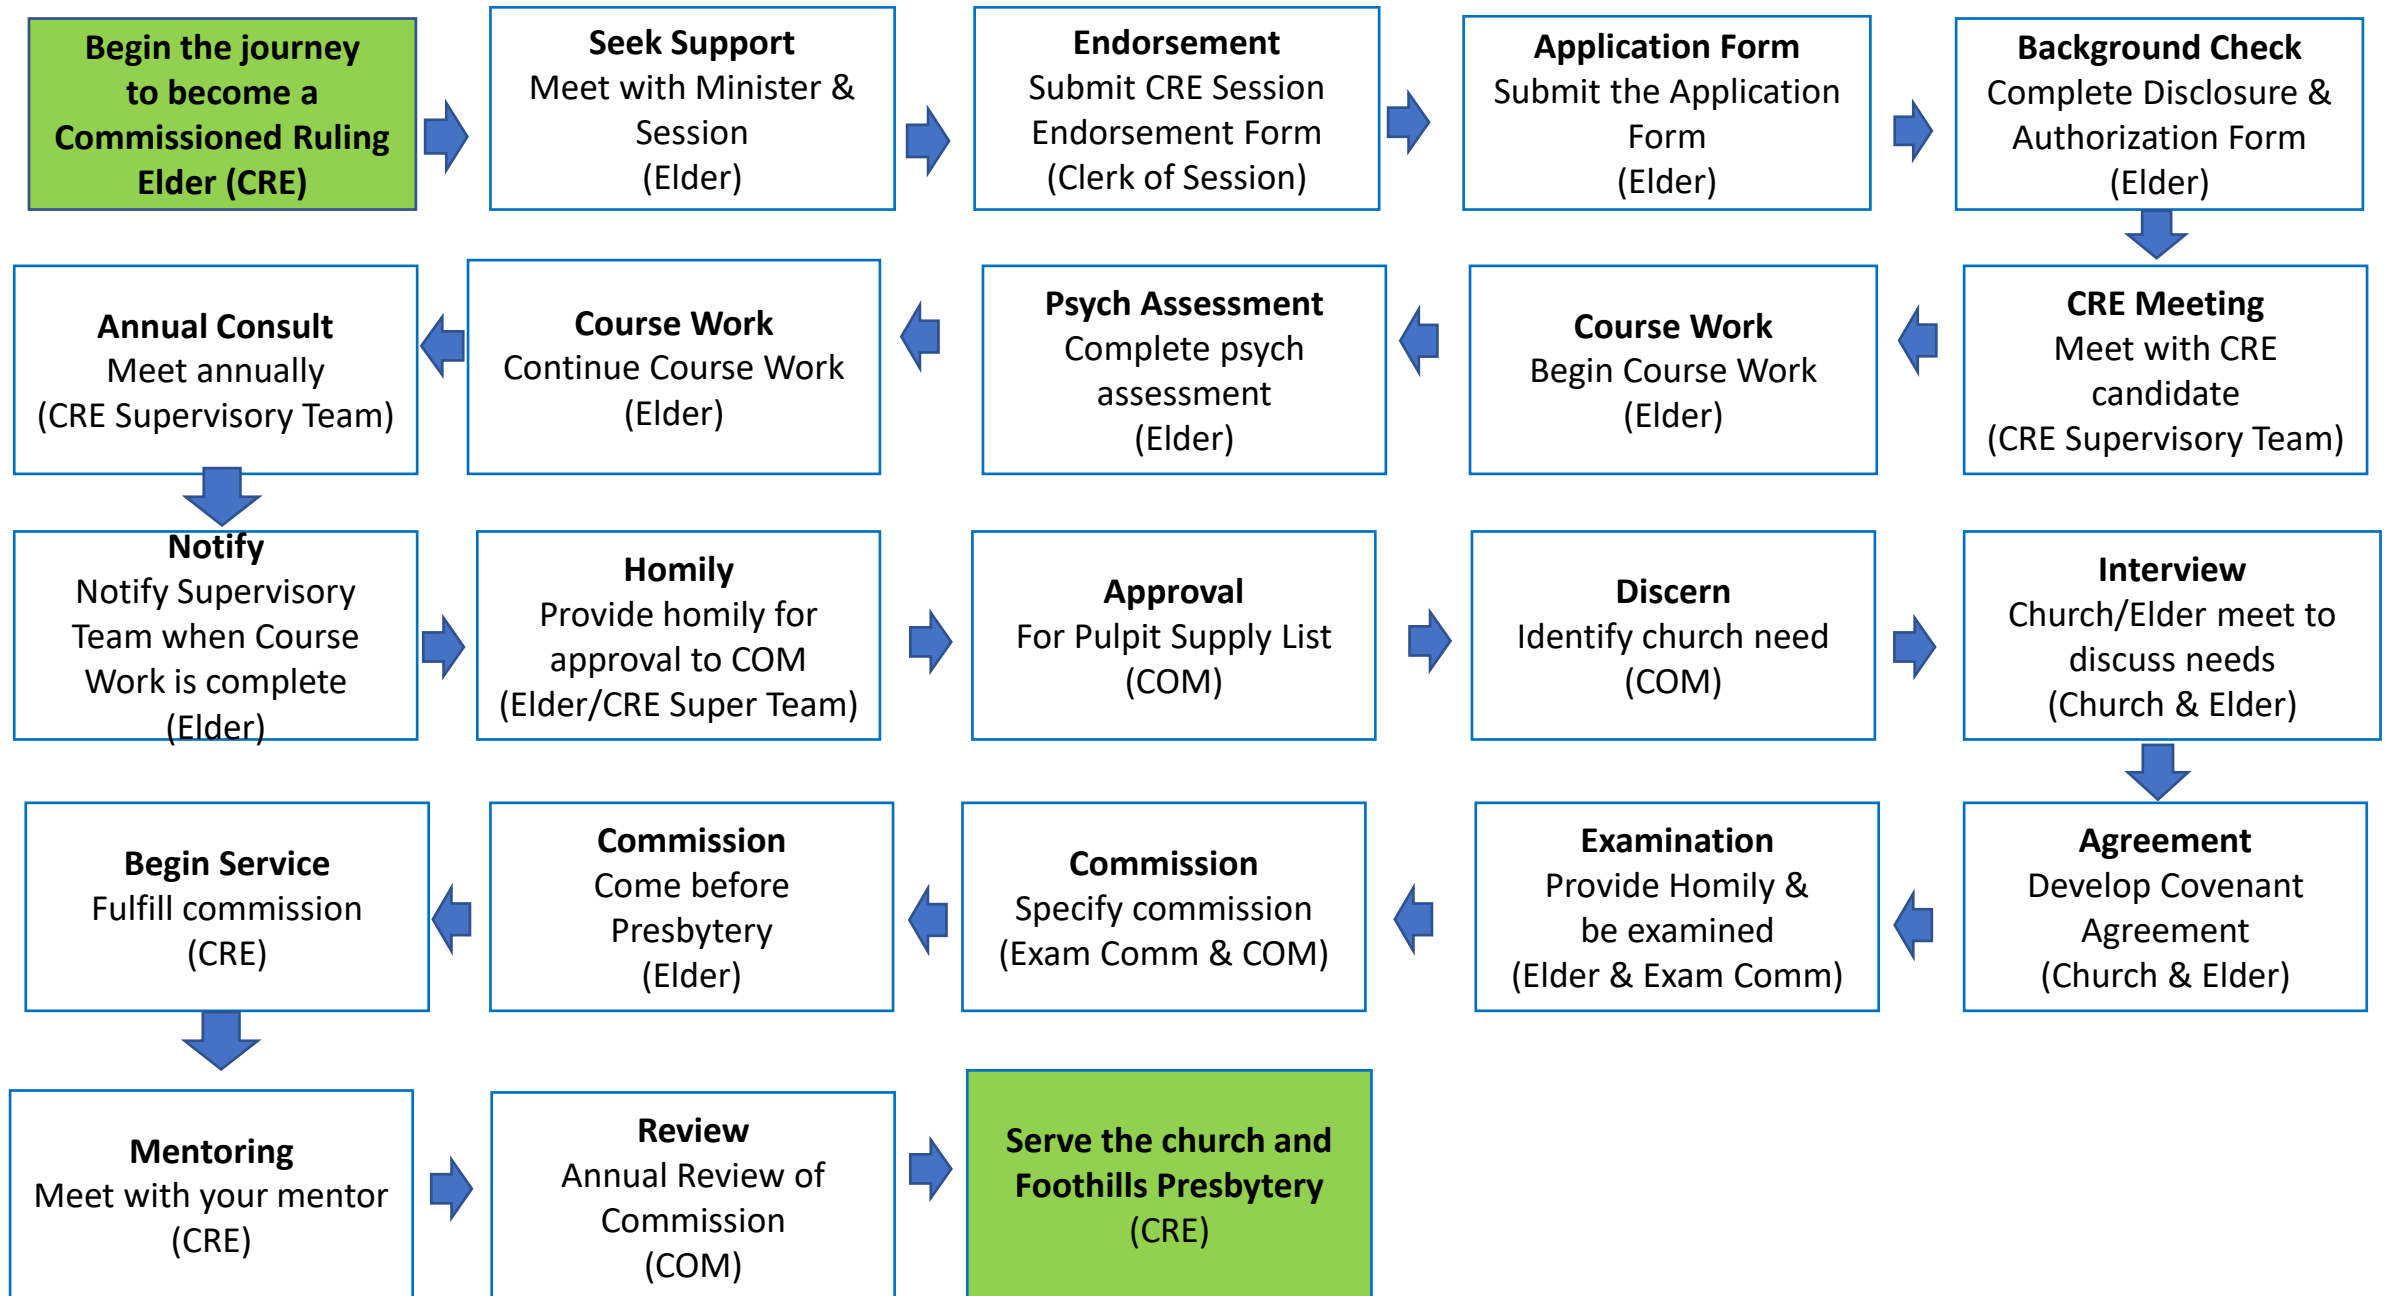 Begin the journey
to become a
Commissioned Ruling
Elder (CRE)
Seek Support
Meet with Minister &
Session
(Elder)
Endorsement
Submit CRE Session
Endorsement Form
(Clerk of Session)
Application Form
Submit the Application
Form
(Elder)
Background Check
Complete Disclosure &
Authorization Form
(Elder)
CRE Meeting
Meet with CRE
candidate
(CRE Supervisory Team)
Course Work
Begin Course Work
(Elder)
Psych Assessment
Complete psych
assessment
(Elder)
Course Work
Continue Course Work
(Elder)
Annual Consult
Meet annually
(CRE Supervisory Team)
Notify
Notify Supervisory
Team when Course
Work is complete
(Elder)
Homily
Provide homily for
approval to COM
(Elder/CRE Super Team)
Approval
For Pulpit Supply List
(COM)
Discern
Identify church need
(COM)
Interview
Church/Elder meet to
discuss needs
(Church & Elder)
Agreement
Develop Covenant
Agreement
(Church & Elder)
Examination
Provide Homily &
be examined
(Elder & Exam Comm)
Commission
Specify commission
(Exam Comm & COM)
Commission
Come before
Presbytery
(Elder)
Begin Service
Fulfill commission
(CRE)
Mentoring
Meet with your mentor
(CRE)
Review
Annual Review of
Commission
(COM)
Serve the church and
Foothills Presbytery
(CRE)